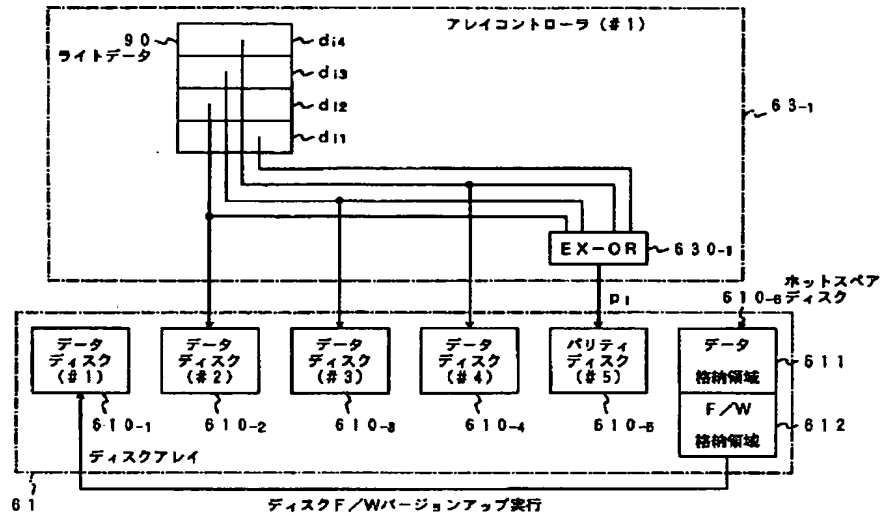 アレイコントローラ(#1)
90
ライトデータ
di4
di3
di2
di1
63-1
EX-OR
630-1
Pi
ホットスペア
610-6 ディスク
データ
ディスク
(#1)
データ
ディスク
(#2)
データ
ディスク
(#3)
データ
ディスク
(#4)
パリティ
ディスク
(#5)
データ
格納領域
611
F/W
格納領域
612
610-1
610-2
610-3
610-4
610-5
ディスクアレイ
61
ディスクF/Wバージョンアップ実行